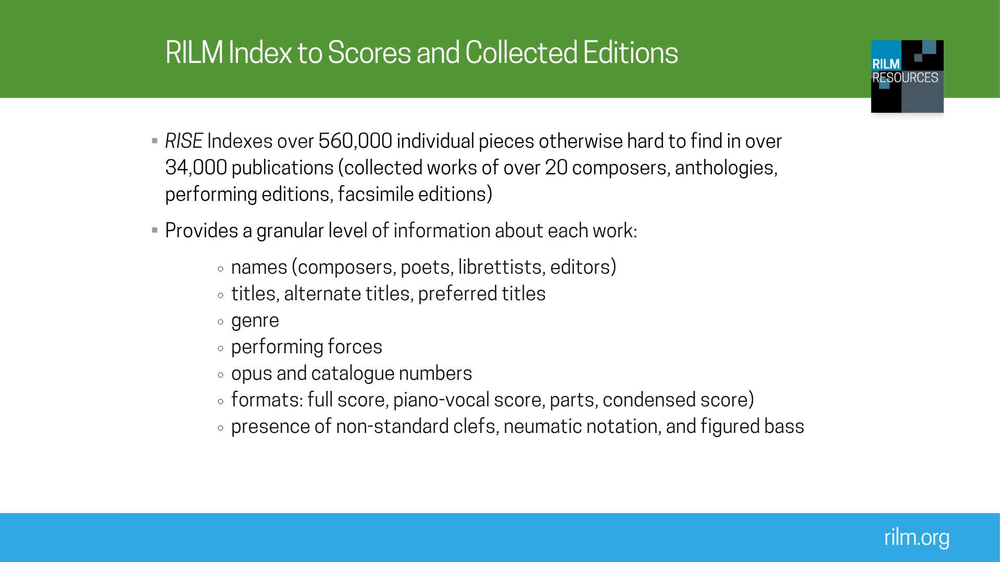 RILM Index to Scores and Collected Editions
RILM
RESOURCES
▪ RISE Indexes over 560,000 individual pieces otherwise hard to find in over
34,000 publications (collected works of over 20 composers, anthologies,
performing editions, facsimile editions)
▪ Provides a granular level of information about each work:
◦ names (composers, poets, librettists, editors)
◦ titles, alternate titles, preferred titles
◦ genre
◦ performing forces
◦ opus and catalogue numbers
◦ formats: full score, piano-vocal score, parts, condensed score)
◦ presence of non-standard clefs, neumatic notation, and figured bass
rilm.org